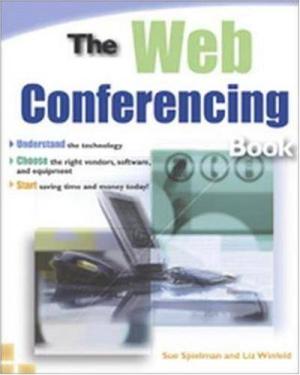 The Web
Conferencing
Book
Understand the technology
Choose the right vendors, software,
and equipment
Start saving time and money today!
Sue Spielman and Liz Winfeld